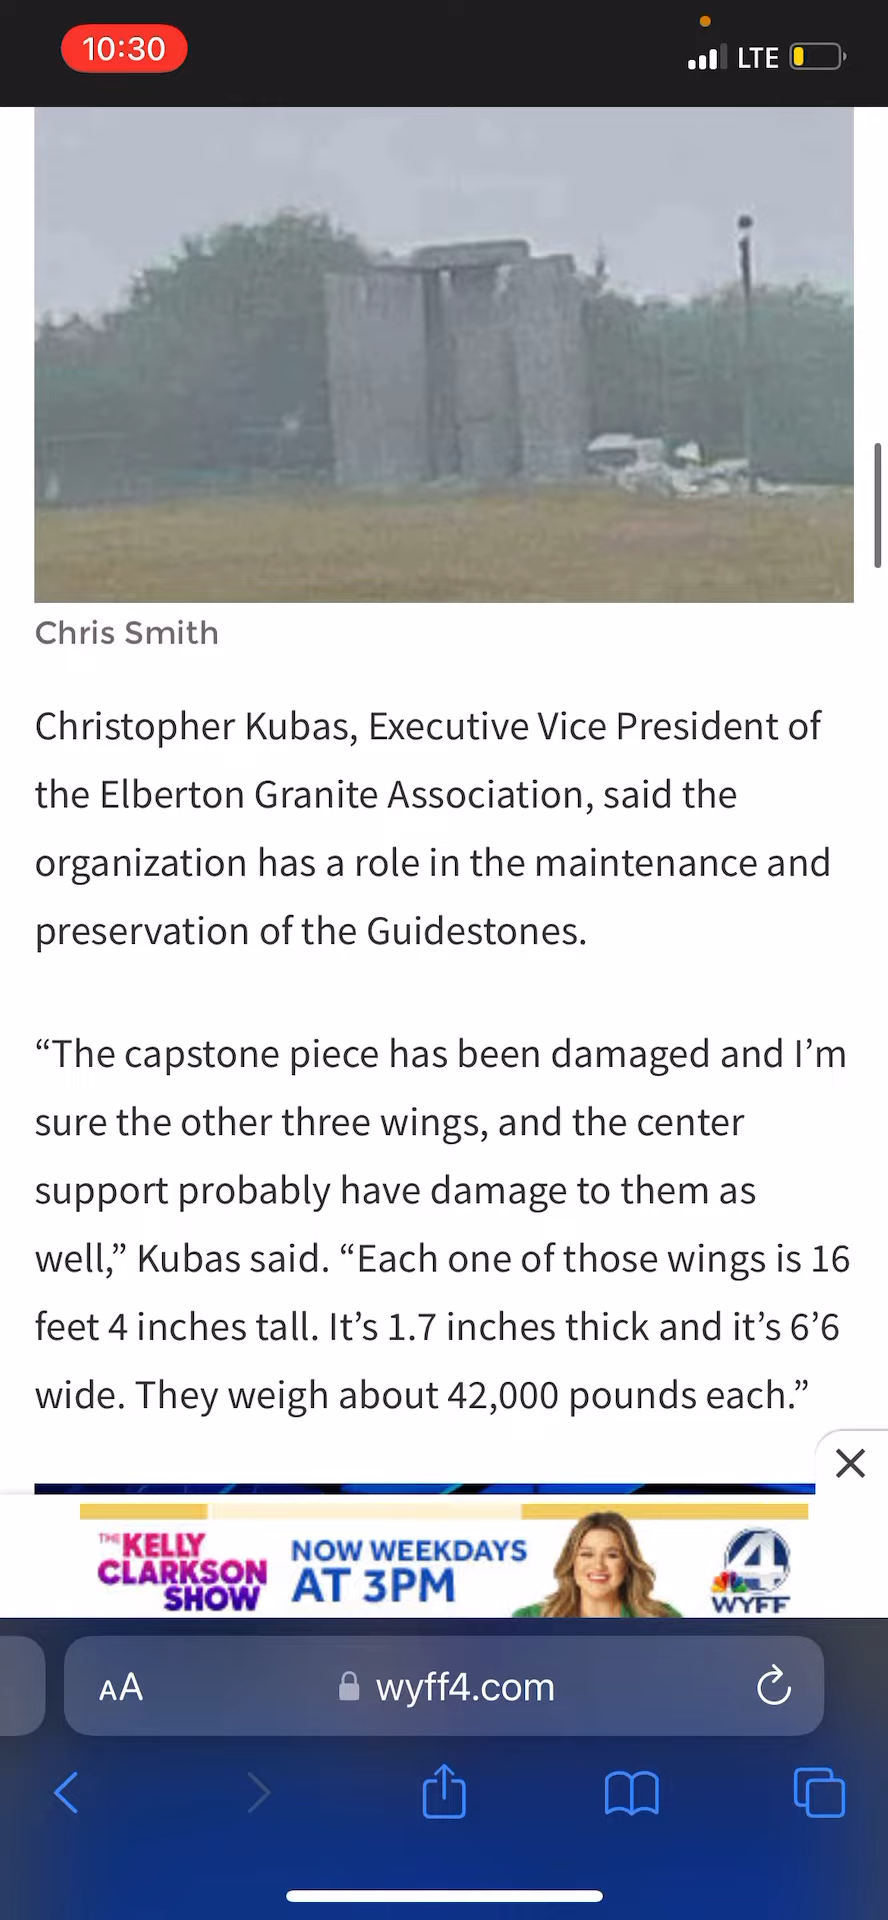 10:30
LTE
Chris Smith
Christopher Kubas, Executive Vice President of
the Elberton Granite Association, said the
organization has a role in the maintenance and
preservation of the Guidestones.
“The capstone piece has been damaged and I’m
sure the other three wings, and the center
support probably have damage to them as
well,” Kubas said. “Each one of those wings is 16
feet 4 inches tall. It’s 1.7 inches thick and it’s 6’6
wide. They weigh about 42,000 pounds each.”
THE KELLY
CLARKSON
SHOW
NOW WEEKDAYS
AT 3PM
4
WYFF
AA
wyff4.com